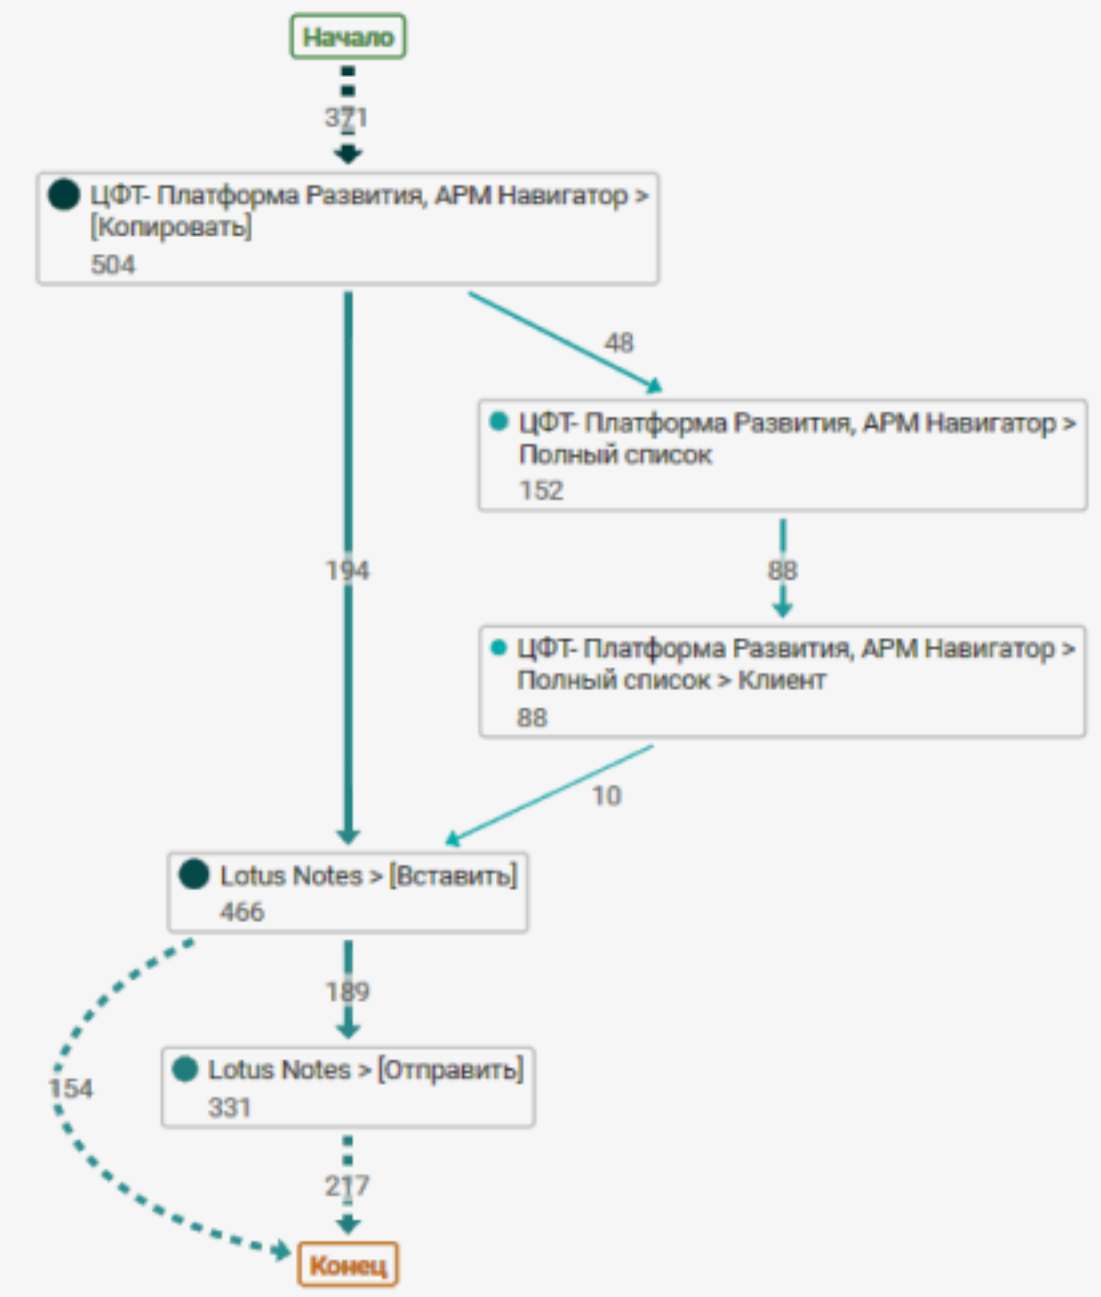 Начало
371
ЦФТ- Платформа Развития, АРМ Навигатор >
[Копировать]
504
48
ЦФТ- Платформа Развития, АРМ Навигатор >
Полный список
152
194
88
ЦФТ- Платформа Развития, АРМ Навигатор >
Полный список > Клиент
88
10
Lotus Notes > [Вставить]
466
189
154
Lotus Notes > [Отправить]
331
217
Конец